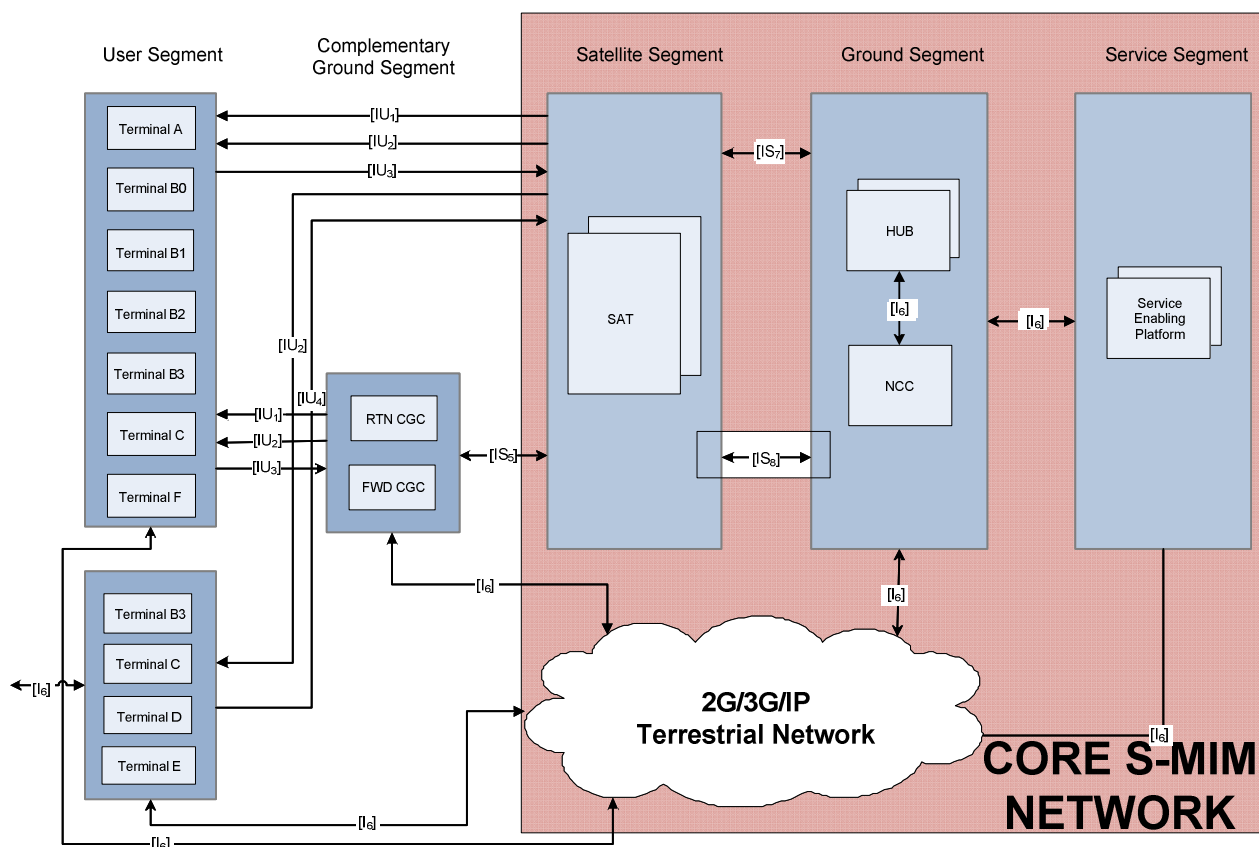 User Segment
Complementary
Ground Segment
Satellite Segment
Ground Segment
Service Segment
Terminal A
Terminal B0
Terminal B1
Terminal B2
Terminal B3
Terminal C
Terminal F
[IU₁]
[IU₂]
[IU₃]
[IU₂]
[IU₄]
[IU₁]
[IU₂]
[IU₃]
RTN CGC
FWD CGC
[IS₅]
SAT
[IS₇]
[IS₈]
HUB
[I₆]
NCC
[I₆]
Service
Enabling
Platform
[I₆]
[I₆]
Terminal B3
Terminal C
Terminal D
Terminal E
[I₆]
[I₆]
[I₆]
2G/3G/IP
Terrestrial Network
[I₆]
CORE S-MIM
NETWORK